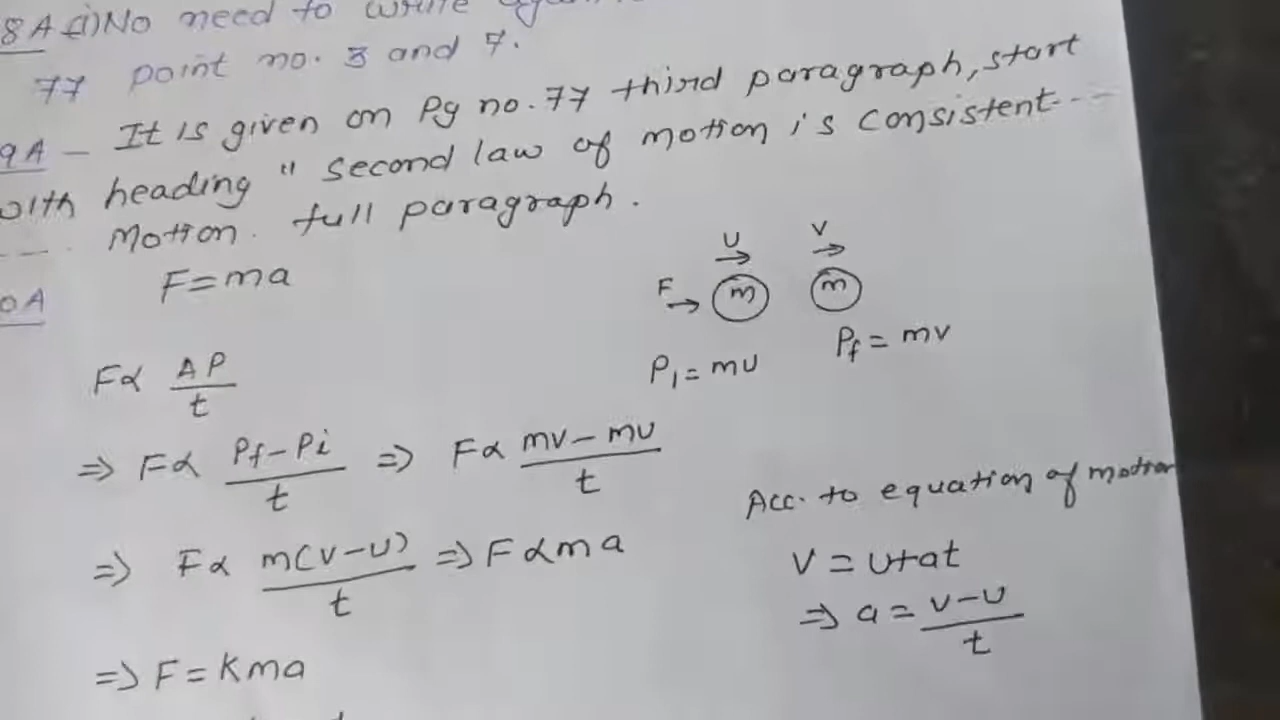 8A (i) No need to write
77 point no. 3 and 7.
9A – It is given on Pg no. 77 third paragraph, start
with heading " second law of motion is consistent - - -
- - - . Motion. full paragraph.
0A F = ma
F → m m
U → V →
P₁ = mU Pf = mv
F∝ ΔP/t
⇒ F∝ Pf-Pi/t ⇒ F∝ mv-mU/t
Acc. to equation of motion
⇒ F∝ m(v-U)/t ⇒ F∝ma
V = U+at
⇒ a = v-U/t
⇒ F = Kma